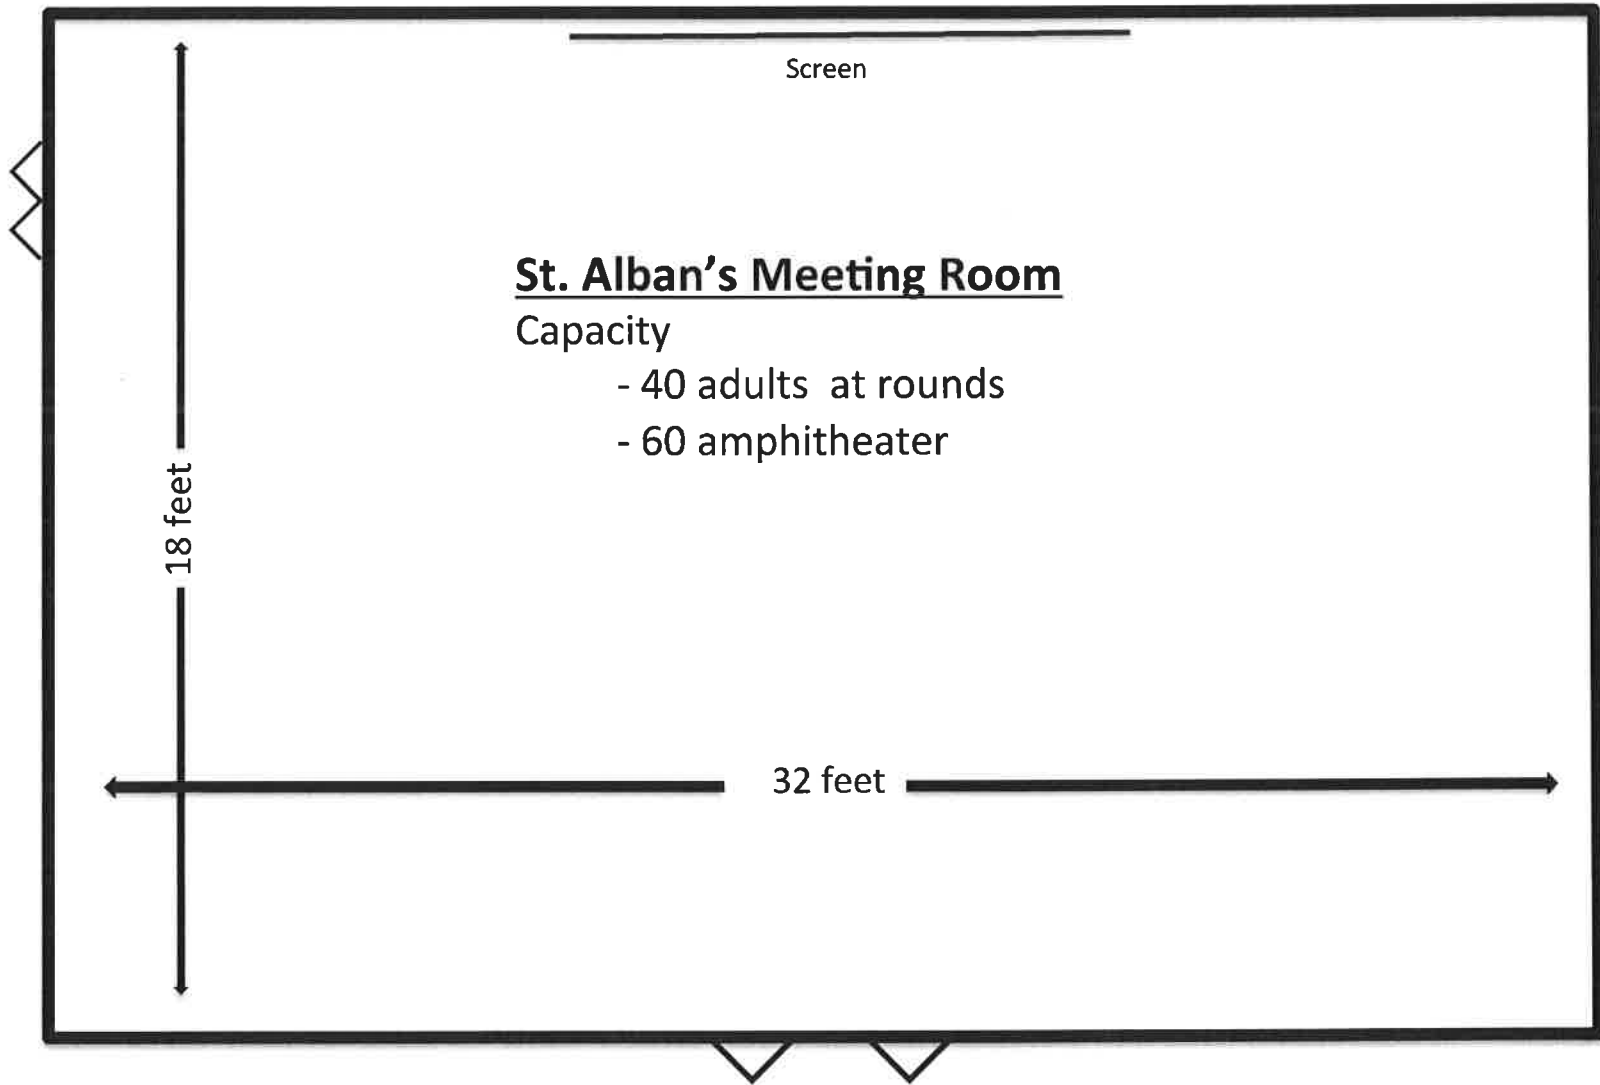 Screen
St. Alban's Meeting Room
Capacity
- 40 adults at rounds
- 60 amphitheater
18 feet
32 feet